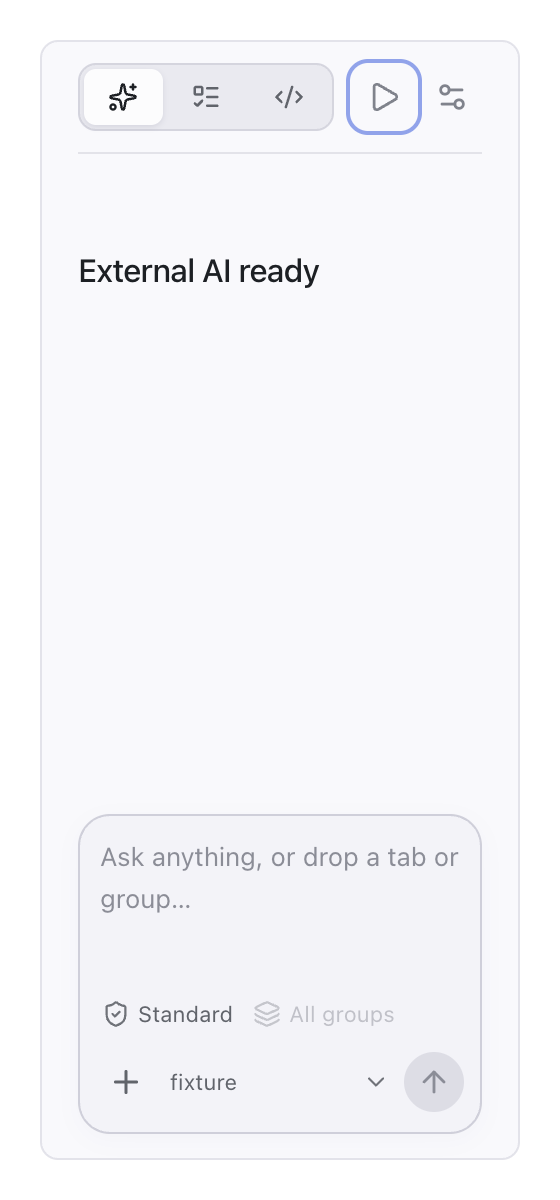 External AI ready
Ask anything, or drop a tab or
group...
Standard
All groups
fixture